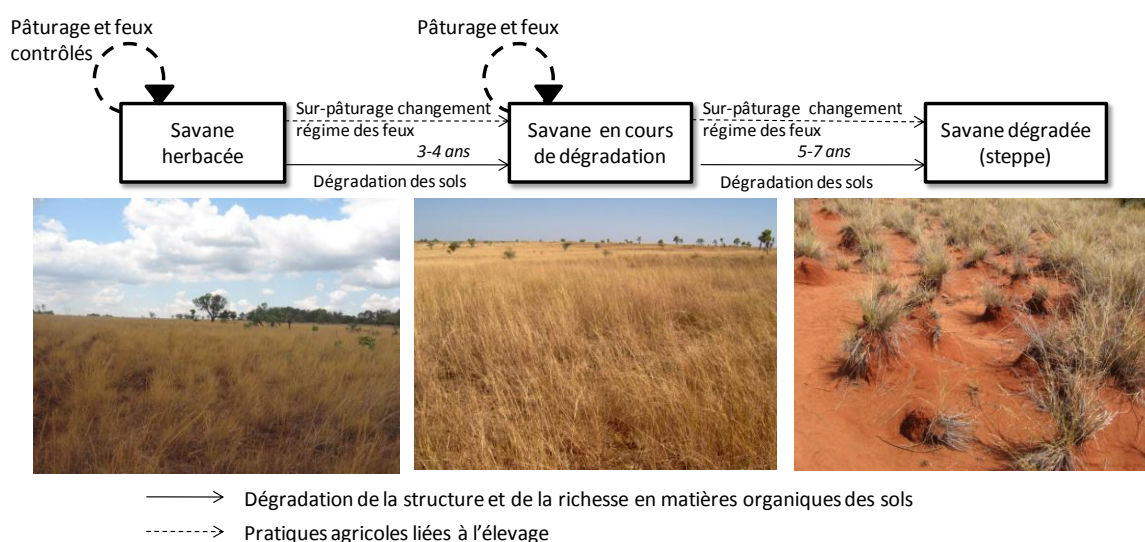 Pâturage et feux
contrôlés
Pâturage et feux
Savane
herbacée
Sur-pâturage changement
régime des feux
3-4 ans
Dégradation des sols
Savane en cours
de dégradation
Sur-pâturage changement
régime des feux
5-7 ans
Dégradation des sols
Savane dégradée
(steppe)
Dégradation de la structure et de la richesse en matières organiques des sols
Pratiques agricoles liées à l'élevage